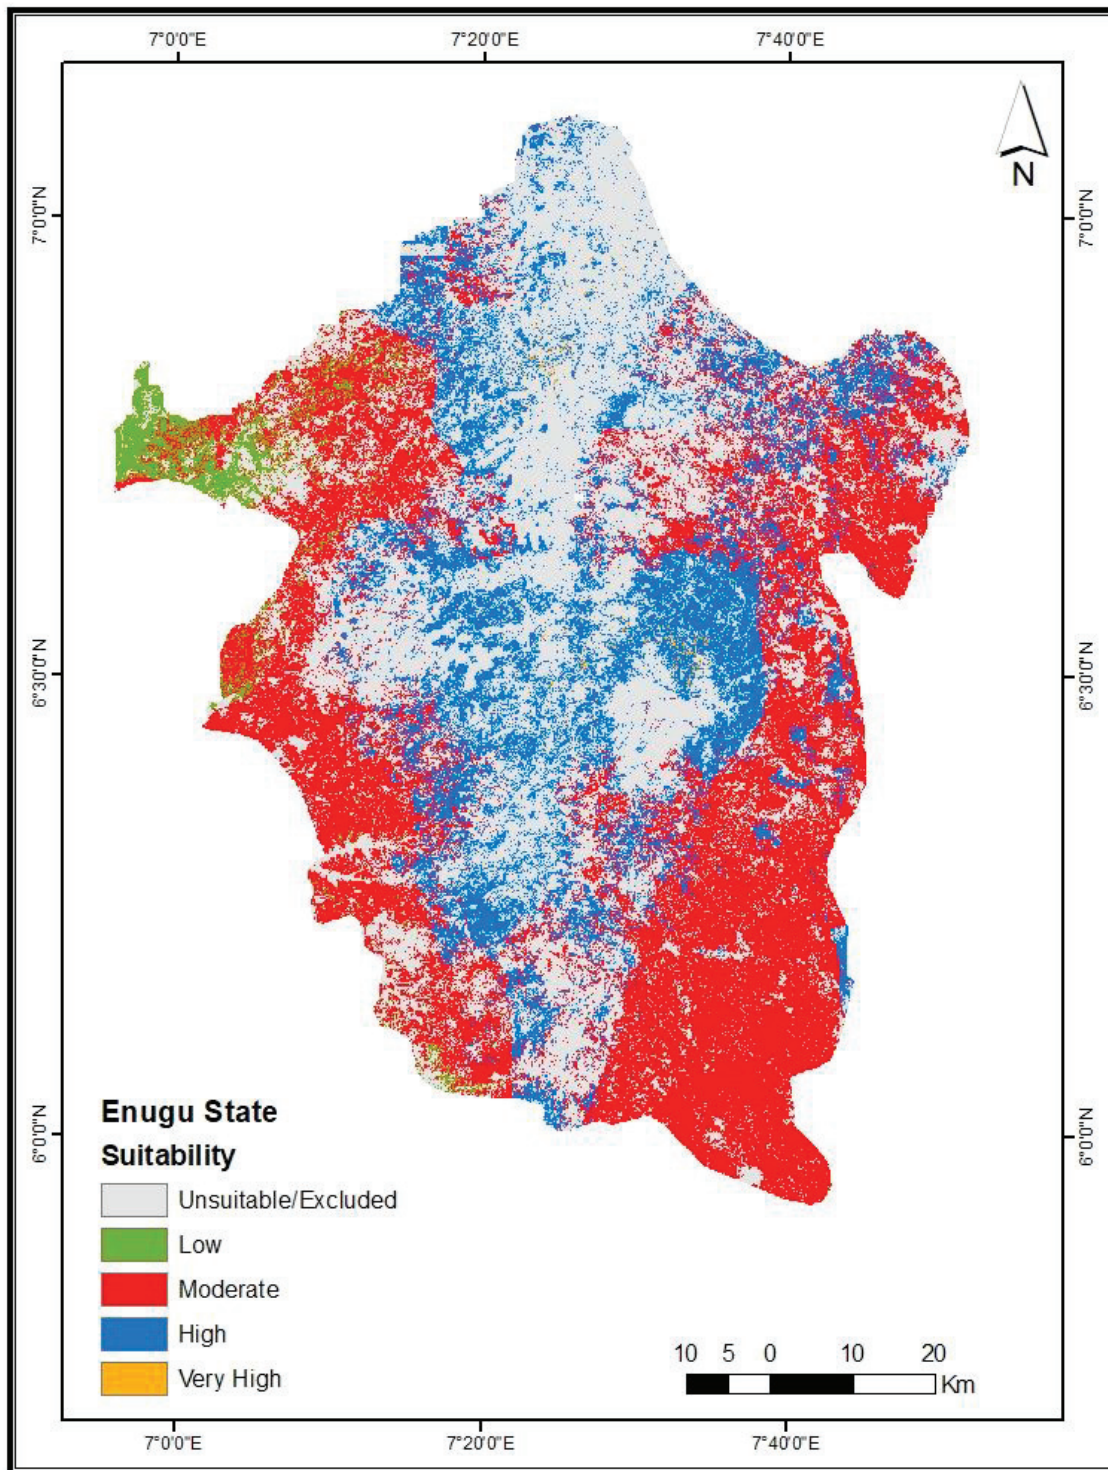 7°0'0"E 7°20'0"E 7°40'0"E
N
7°0'0"N 7°0'0"N
6°30'0"N 6°30'0"N
6°0'0"N 6°0'0"N
Enugu State
Suitability
Unsuitable/Excluded
Low
Moderate
High
Very High
10 5 0 10 20
Km
7°0'0"E 7°20'0"E 7°40'0"E